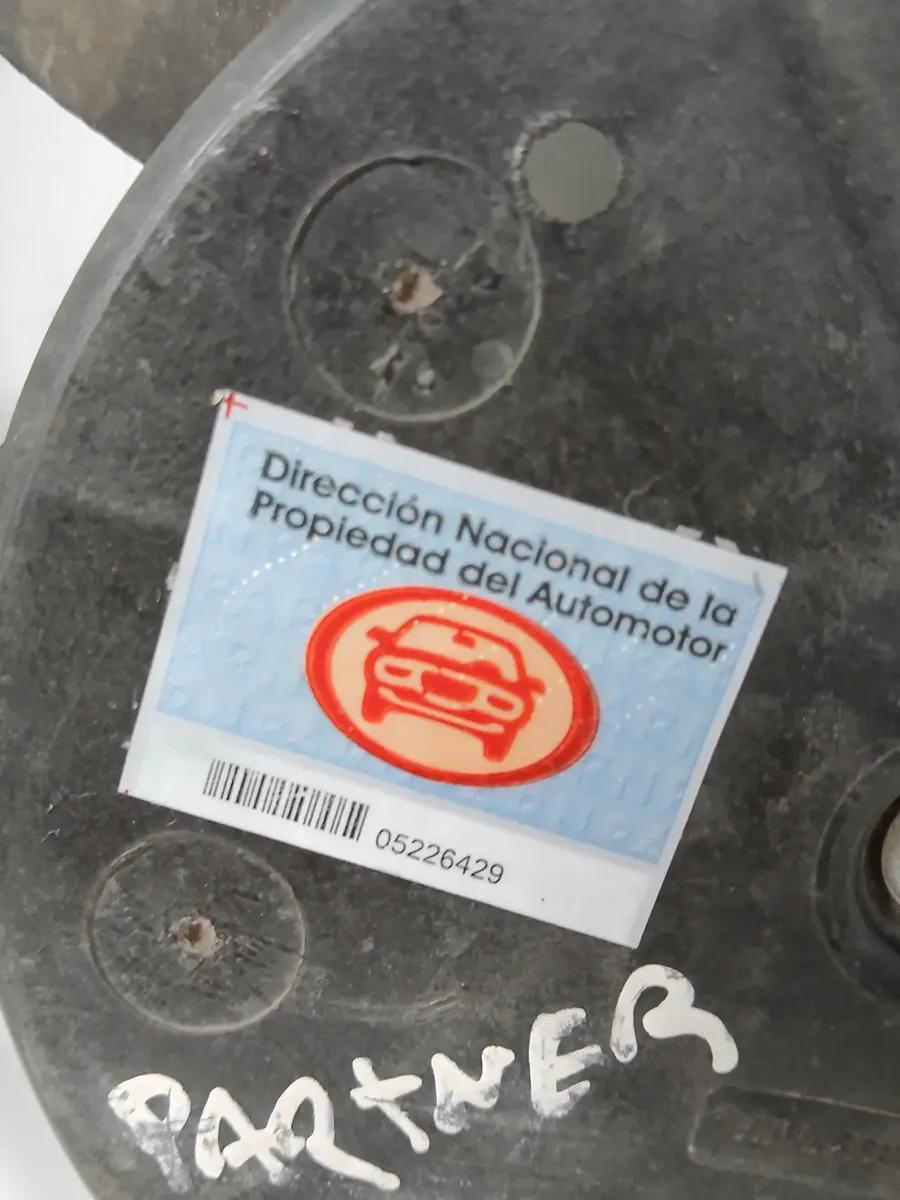 Dirección Nacional de la
Propiedad del Automotor
05226429
PARTNER